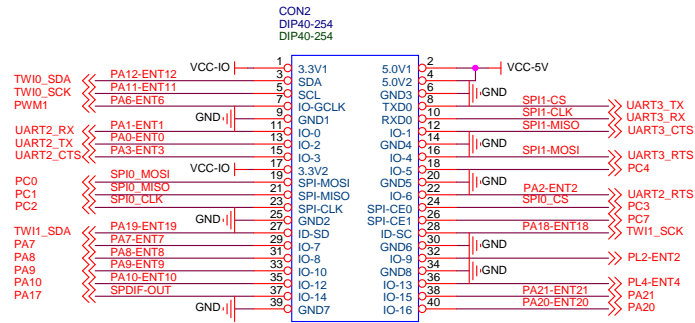 CON2
DIP40-254
DIP40-254
VCC-IO 1 3.3V1 5.0V1 2 VCC-5V
TWI0_SDA PA12-ENT12 3 SDA 5.0V2 4
TWI0_SCK PA11-ENT11 5 SCL GND3 6 GND
PWM1 PA6-ENT6 7 IO-GCLK TXD0 8 SPI1-CS UART3_TX
GND 9 GND1 RXD0 10 SPI1-CLK UART3_RX
UART2_RX PA1-ENT1 11 IO-0 IO-1 12 SPI1-MISO UART3_CTS
UART2_TX PA0-ENT0 13 IO-2 GND4 14 GND
UART2_CTS PA3-ENT3 15 IO-3 IO-4 16 SPI1-MOSI UART3_RTS
VCC-IO 17 3.3V2 IO-5 18 PC4
PC0 SPI0_MOSI 19 SPI-MOSI GND5 20 GND
PC1 SPI0_MISO 21 SPI-MISO IO-6 22 PA2-ENT2 UART2_RTS
PC2 SPI0_CLK 23 SPI-CLK SPI-CE0 24 SPI0_CS PC3
GND 25 GND2 SPI-CE1 26 PC7
TWI1_SDA PA19-ENT19 27 ID-SD ID-SC 28 PA18-ENT18 TWI1_SCK
PA7 PA7-ENT7 29 IO-7 GND6 30 GND
PA8 PA8-ENT8 31 IO-8 IO-9 32 PL2-ENT2
PA9 PA9-ENT9 33 IO-10 GND8 34 GND
PA10 PA10-ENT10 35 IO-12 IO-13 36 PL4-ENT4
PA17 SPDIF-OUT 37 IO-14 IO-15 38 PA21-ENT21 PA21
GND 39 GND7 IO-16 40 PA20-ENT20 PA20